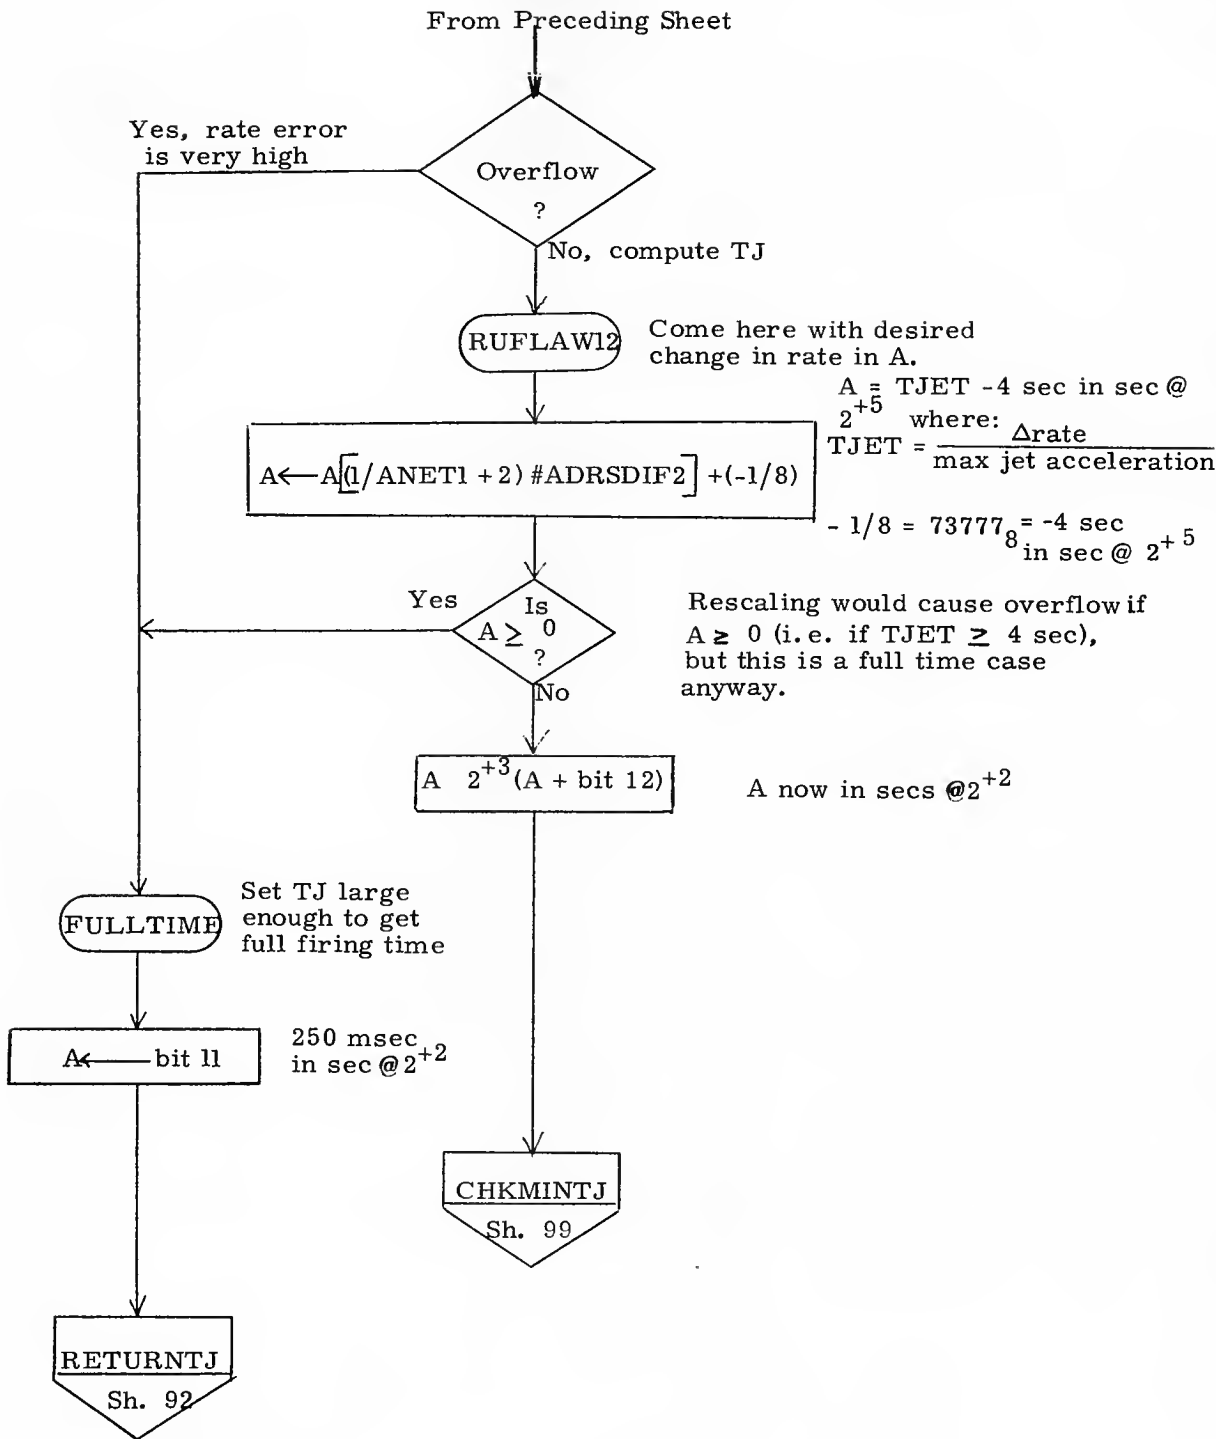 From Preceding Sheet
Yes, rate error
is very high
Overflow
?
No, compute TJ
RUFLAW12
Come here with desired
change in rate in A.
A = TJET -4 sec in sec @
2^+5 where:
TJET = Δrate / max jet acceleration
A ← A[(1/ANET1 + 2) #ADRSDIF2] + (-1/8)
- 1/8 = 73777₈ = -4 sec
in sec @ 2^+5
Yes
Is
A ≥ 0
?
No
Rescaling would cause overflow if
A ≥ 0 (i.e. if TJET ≥ 4 sec),
but this is a full time case
anyway.
A 2^+3 (A + bit 12)
A now in secs @2^+2
FULLTIME
Set TJ large
enough to get
full firing time
A ← bit 11
250 msec
in sec @2^+2
CHKMINTJ
Sh. 99
RETURNTJ
Sh. 92